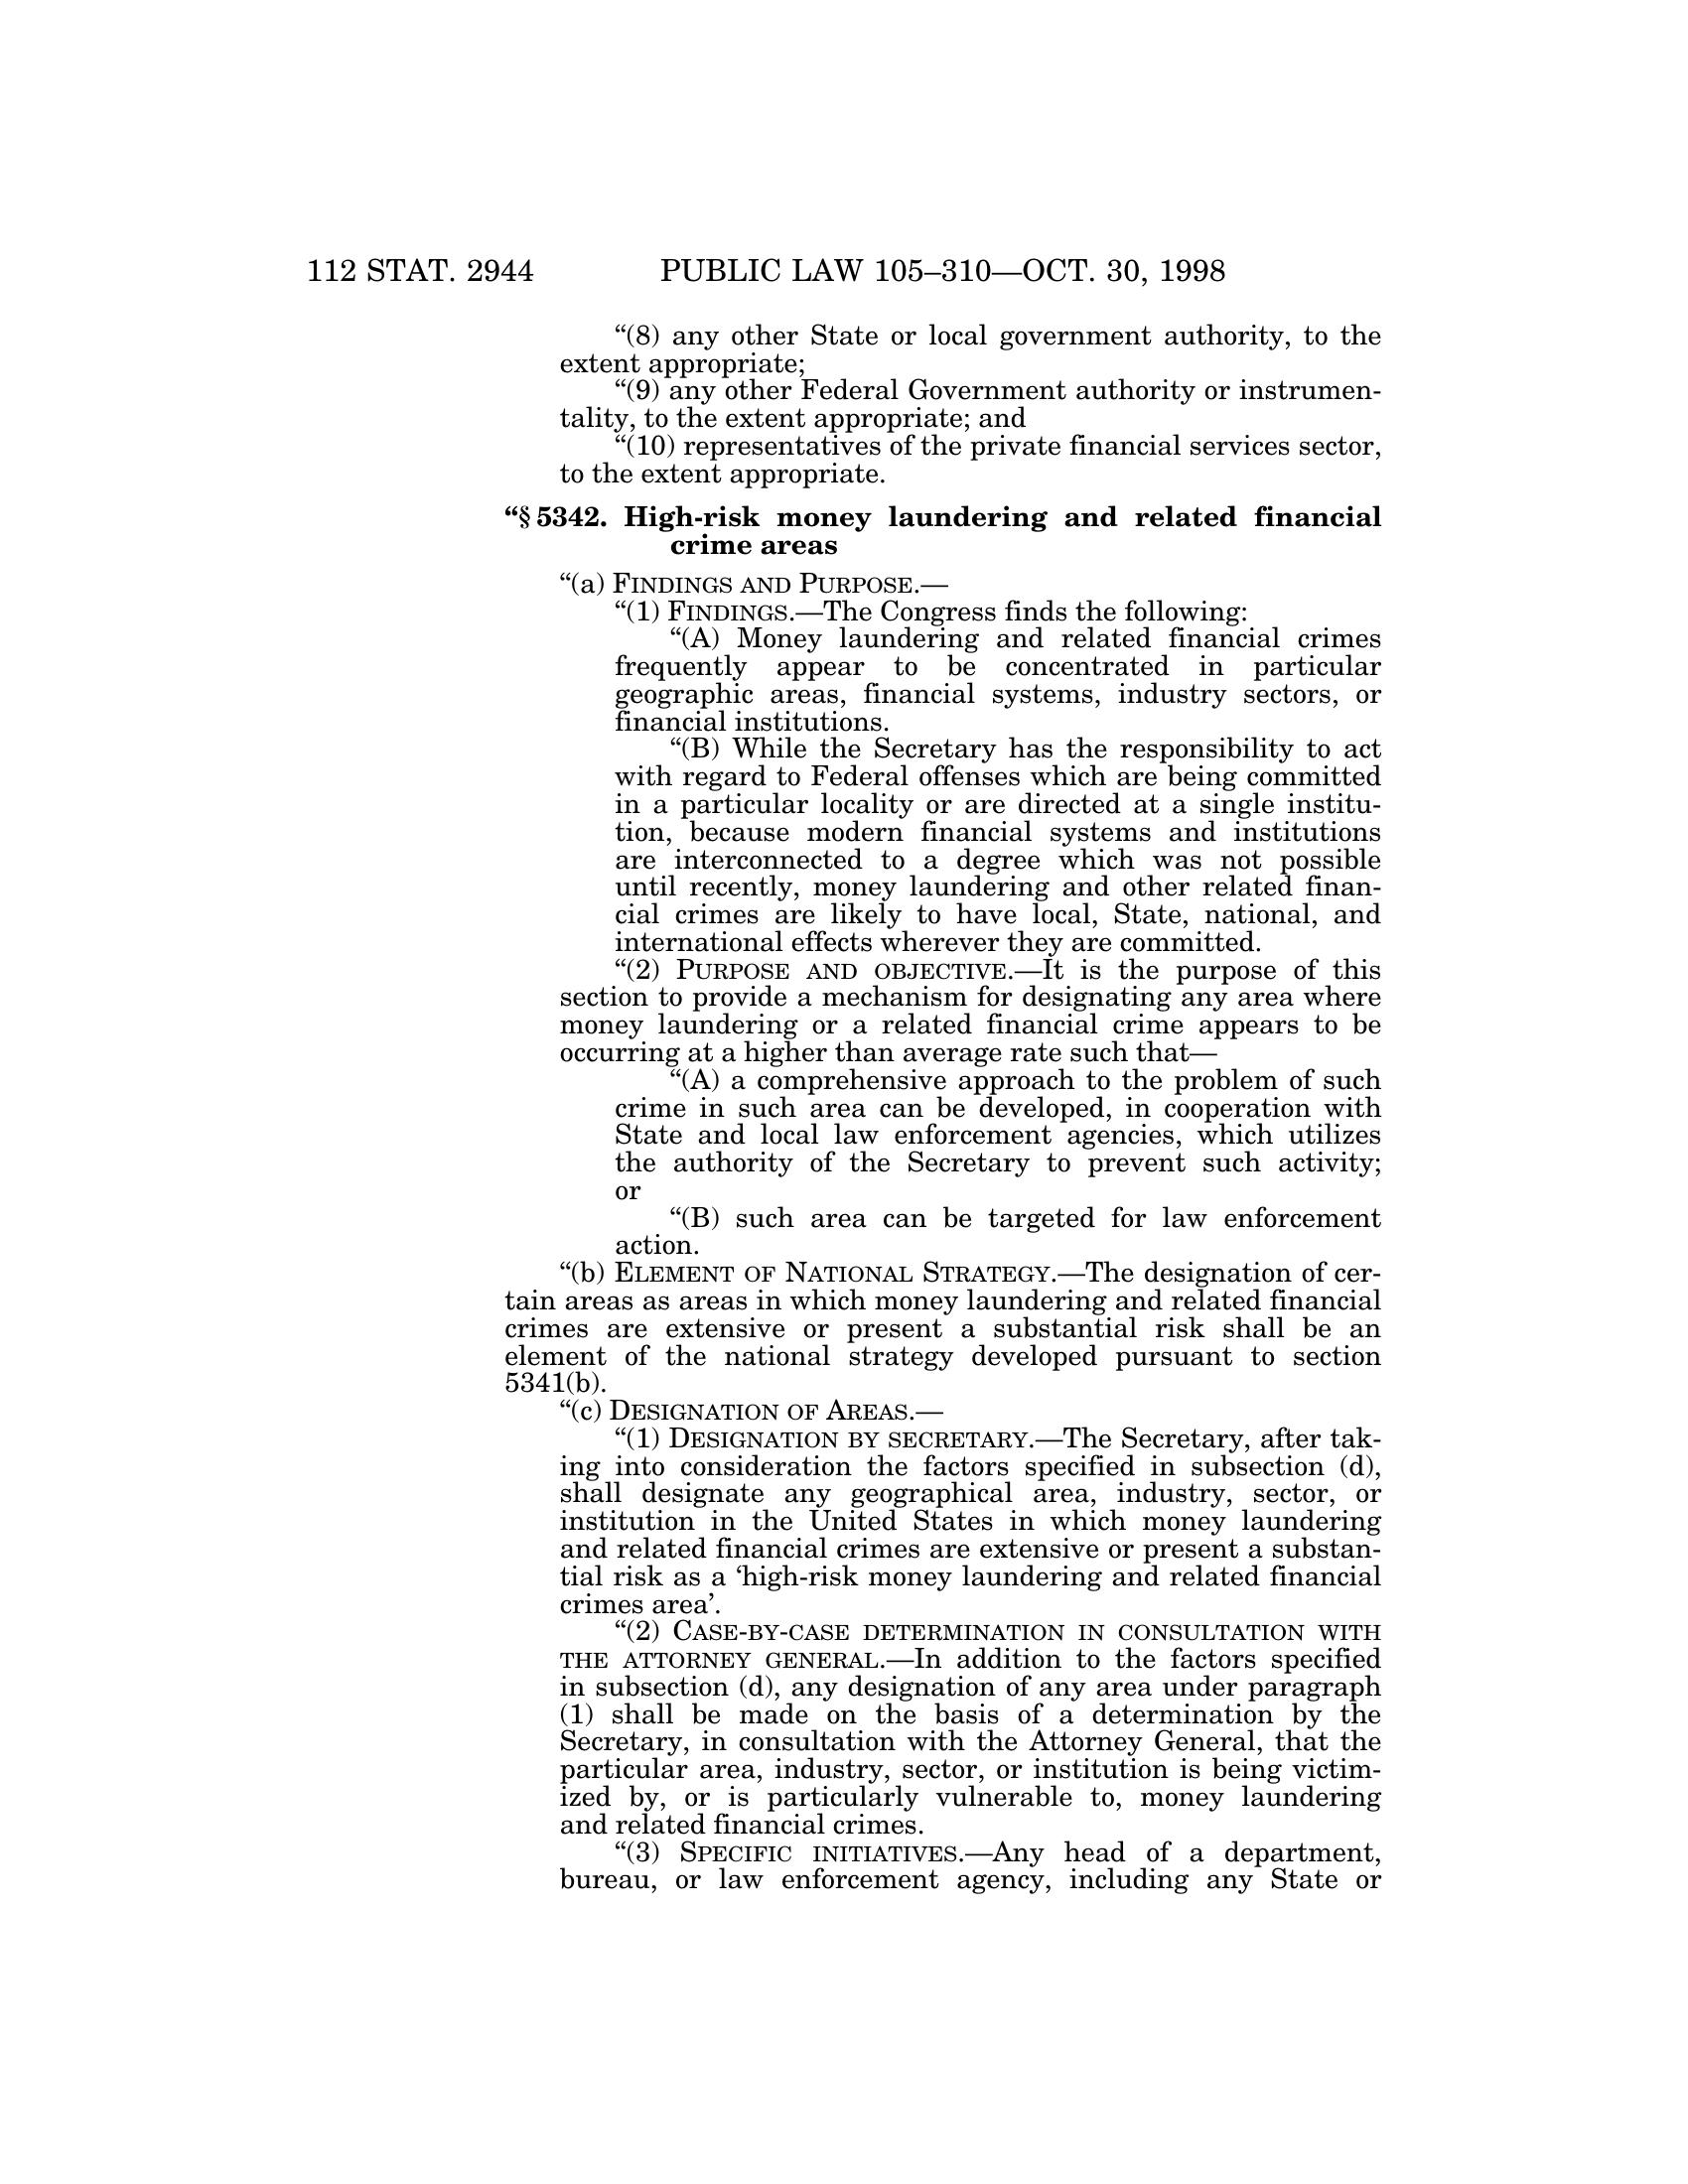 112 STAT. 2944 PUBLIC LAW 105–310—OCT. 30, 1998
“(8) any other State or local government authority, to the
extent appropriate;
“(9) any other Federal Government authority or instrumen-
tality, to the extent appropriate; and
“(10) representatives of the private financial services sector,
to the extent appropriate.
“§ 5342. High-risk money laundering and related financial
crime areas
“(a) FINDINGS AND PURPOSE.—
“(1) FINDINGS.—The Congress finds the following:
“(A) Money laundering and related financial crimes
frequently appear to be concentrated in particular
geographic areas, financial systems, industry sectors, or
financial institutions.
“(B) While the Secretary has the responsibility to act
with regard to Federal offenses which are being committed
in a particular locality or are directed at a single institu-
tion, because modern financial systems and institutions
are interconnected to a degree which was not possible
until recently, money laundering and other related finan-
cial crimes are likely to have local, State, national, and
international effects wherever they are committed.
“(2) PURPOSE AND OBJECTIVE.—It is the purpose of this
section to provide a mechanism for designating any area where
money laundering or a related financial crime appears to be
occurring at a higher than average rate such that—
“(A) a comprehensive approach to the problem of such
crime in such area can be developed, in cooperation with
State and local law enforcement agencies, which utilizes
the authority of the Secretary to prevent such activity;
or
“(B) such area can be targeted for law enforcement
action.
“(b) ELEMENT OF NATIONAL STRATEGY.—The designation of cer-
tain areas as areas in which money laundering and related financial
crimes are extensive or present a substantial risk shall be an
element of the national strategy developed pursuant to section
5341(b).
“(c) DESIGNATION OF AREAS.—
“(1) DESIGNATION BY SECRETARY.—The Secretary, after tak-
ing into consideration the factors specified in subsection (d),
shall designate any geographical area, industry, sector, or
institution in the United States in which money laundering
and related financial crimes are extensive or present a substan-
tial risk as a ‘high-risk money laundering and related financial
crimes area’.
“(2) CASE-BY-CASE DETERMINATION IN CONSULTATION WITH
THE ATTORNEY GENERAL.—In addition to the factors specified
in subsection (d), any designation of any area under paragraph
(1) shall be made on the basis of a determination by the
Secretary, in consultation with the Attorney General, that the
particular area, industry, sector, or institution is being victim-
ized by, or is particularly vulnerable to, money laundering
and related financial crimes.
“(3) SPECIFIC INITIATIVES.—Any head of a department,
bureau, or law enforcement agency, including any State or